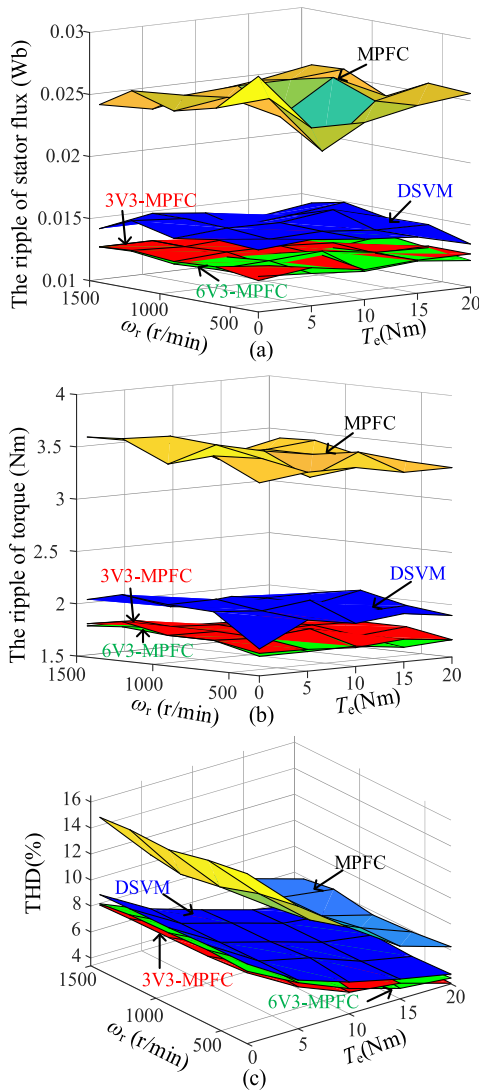 0.03
MPFC
0.025
0.02
The ripple of stator flux (Wb)
3V3-MPFC
DSVM
0.015
0.01
6V3-MPFC
1500
1000
500
0
5
10
15
20
ωr (r/min)
Te(Nm)
(a)
4
MPFC
3.5
3
The ripple of torque (Nm)
2.5
3V3-MPFC
DSVM
2
6V3-MPFC
1.5
1500
1000
500
0
5
10
15
20
ωr (r/min)
Te(Nm)
(b)
16
14
12
MPFC
10
THD(%)
DSVM
8
6
4
3V3-MPFC
6V3-MPFC
1500
1000
500
0
5
10
15
20
ωr (r/min)
Te(Nm)
(c)